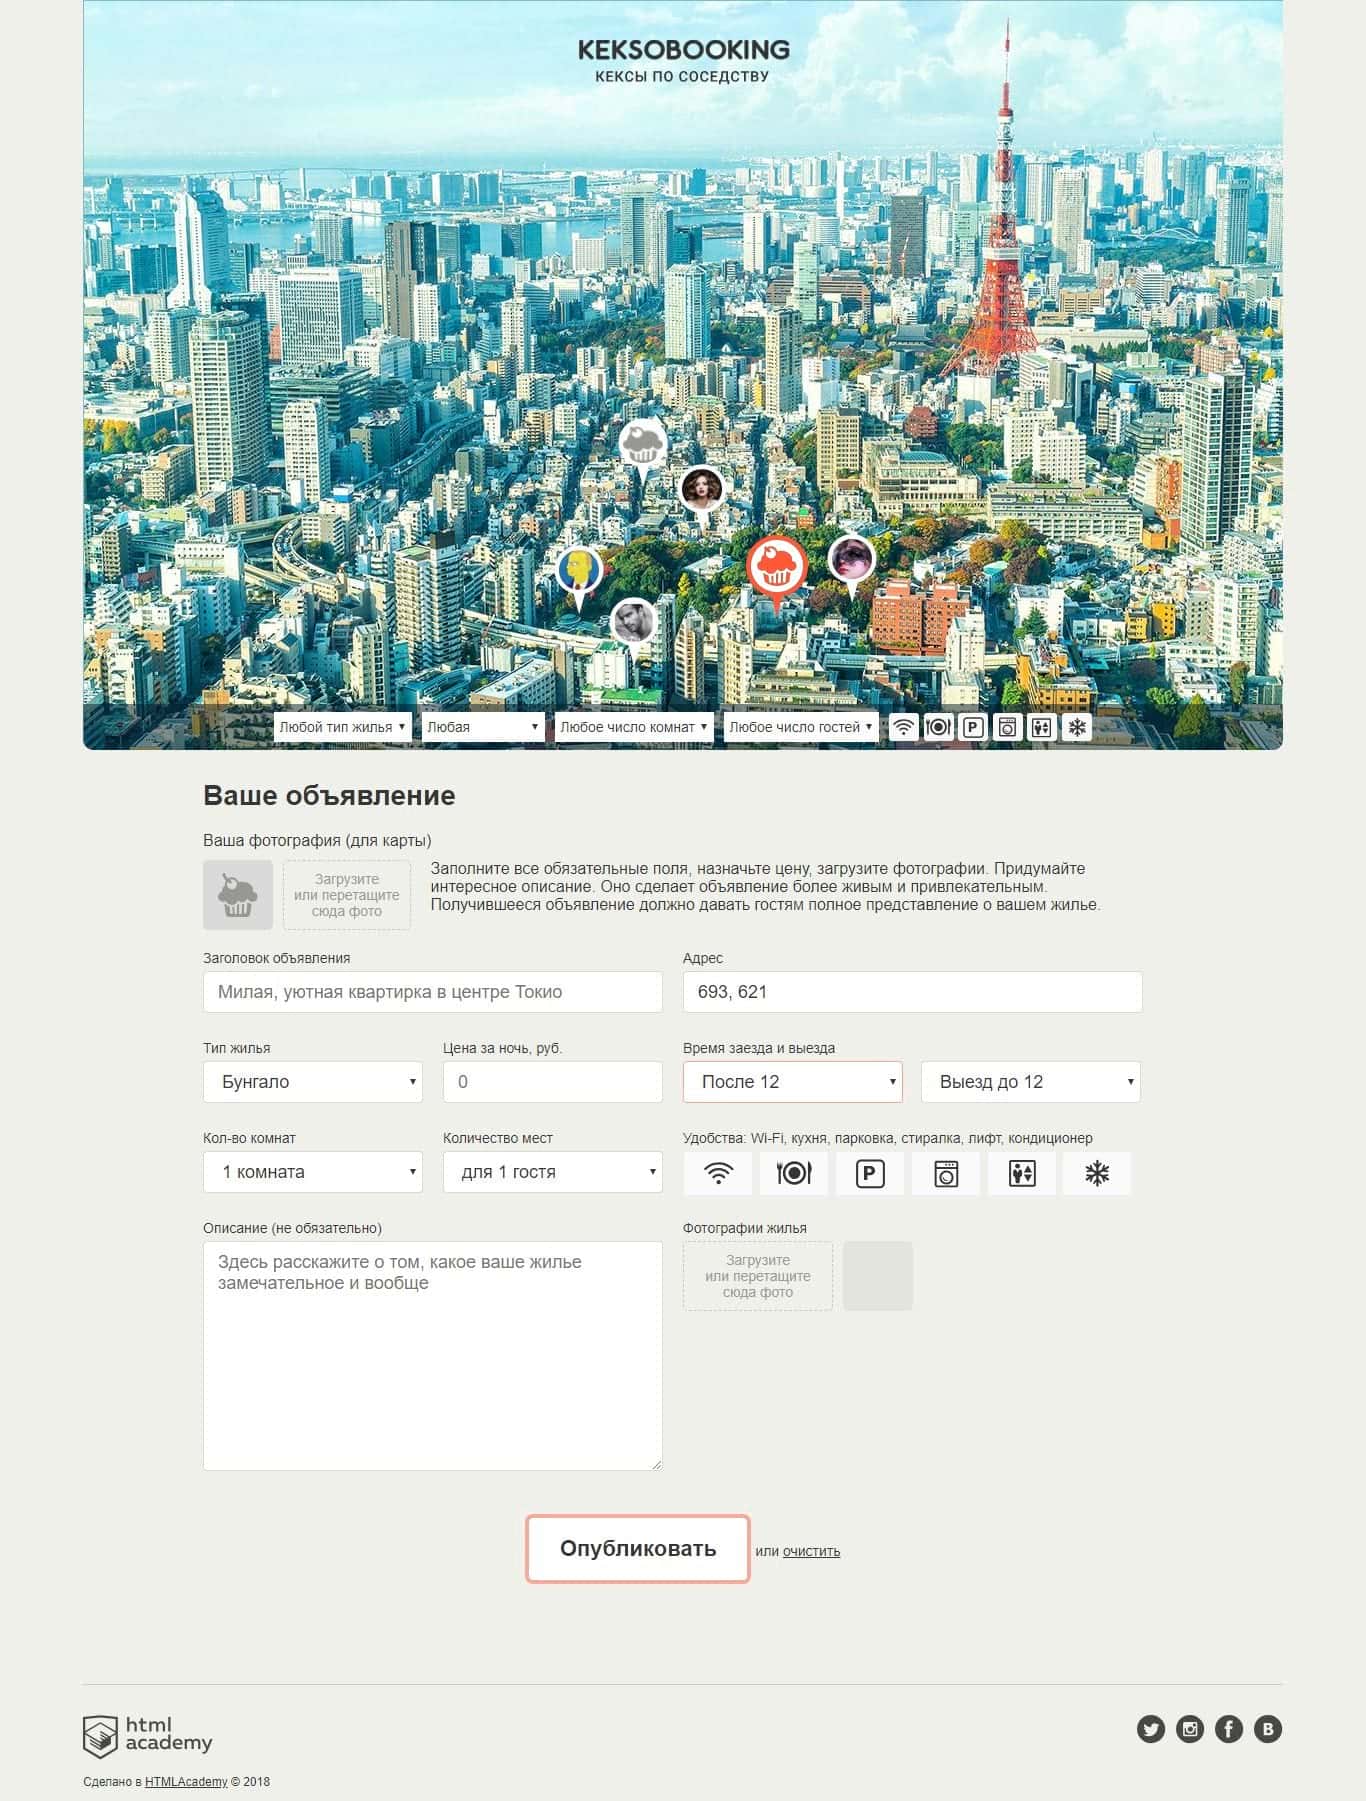 KEKSOBOOKING
КЕКСЫ ПО СОСЕДСТВУ
Любой тип жилья Любая Любое число комнат Любое число гостей P
Ваше объявление
Ваша фотография (для карты)
Загрузите
или перетащите
сюда фото
Заполните все обязательные поля, назначьте цену, загрузите фотографии. Придумайте
интересное описание. Оно сделает объявление более живым и привлекательным.
Получившееся объявление должно давать гостям полное представление о вашем жилье.
Заголовок объявления
Милая, уютная квартирка в центре Токио
Адрес
693, 621
Тип жилья
Бунгало
Цена за ночь, руб.
0
Время заезда и выезда
После 12 Выезд до 12
Кол-во комнат
1 комната
Количество мест
для 1 гостя
Удобства: Wi-Fi, кухня, парковка, стиралка, лифт, кондиционер
P
Описание (не обязательно)
Здесь расскажите о том, какое ваше жилье
замечательное и вообще
Фотографии жилья
Загрузите
или перетащите
сюда фото
Опубликовать или очистить
html
academy
Сделано в HTMLAcademy © 2018